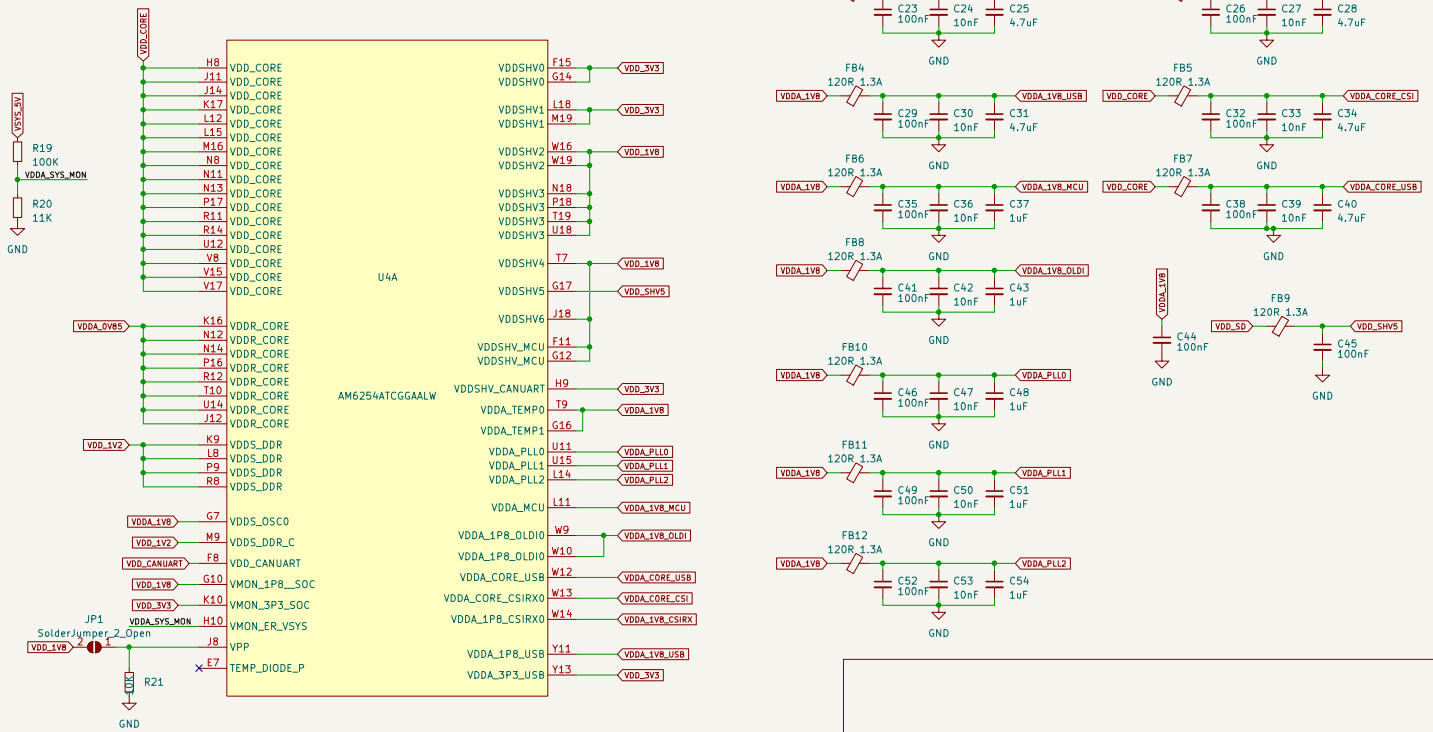 VDD_CORE
H8 VDD_CORE
J11 VDD_CORE
J14 VDD_CORE
K17 VDD_CORE
L12 VDD_CORE
L15 VDD_CORE
M16 VDD_CORE
N8 VDD_CORE
N11 VDD_CORE
N13 VDD_CORE
P17 VDD_CORE
R11 VDD_CORE
R14 VDD_CORE
U12 VDD_CORE
V8 VDD_CORE
V15 VDD_CORE
V17 VDD_CORE
VSYS_5V
R19
100K
VDDA_SYS_MON
R20
11K
GND
VDDA_0V85
K16 VDDR_CORE
N12 VDDR_CORE
N14 VDDR_CORE
P16 VDDR_CORE
R12 VDDR_CORE
T10 VDDR_CORE
U14 VDDR_CORE
J12 VDDR_CORE
VDD_1V2
K9 VDDS_DDR
L8 VDDS_DDR
P9 VDDS_DDR
R8 VDDS_DDR
VDDA_1V8 G7 VDDS_OSC0
VDD_1V2 M9 VDDS_DDR_C
VDD_CANUART F8 VDD_CANUART
VDD_1V8 G10 VMON_1P8__SOC
VDD_3V3 K10 VMON_3P3_SOC
VDDA_SYS_MON H10 VMON_ER_VSYS
JP1
SolderJumper_2_Open
VDD_1V8 2 1 J8 VPP
E7 TEMP_DIODE_P
10K R21
GND
U4A
AM6254ATCGGAALW
VDDSHV0 F15 VDD_3V3
VDDSHV0 G14
VDDSHV1 L18 VDD_3V3
VDDSHV1 M19
VDDSHV2 W16 VDD_1V8
VDDSHV2 W19
VDDSHV3 N18
VDDSHV3 P18
VDDSHV3 T19
VDDSHV3 U18
VDDSHV4 T7 VDD_1V8
VDDSHV5 G17 VDD_SHV5
VDDSHV6 J18
VDDSHV_MCU F11
VDDSHV_MCU G12
VDDSHV_CANUART H9 VDD_3V3
VDDA_TEMP0 T9 VDDA_1V8
VDDA_TEMP1 G16
VDDA_PLL0 U11 VDDA_PLL0
VDDA_PLL1 U15 VDDA_PLL1
VDDA_PLL2 L14 VDDA_PLL2
VDDA_MCU L11 VDDA_1V8_MCU
VDDA_1P8_OLDI0 W9 VDDA_1V8_OLDI
VDDA_1P8_OLDI0 W10
VDDA_CORE_USB W12 VDDA_CORE_USB
VDDA_CORE_CSIRX0 W13 VDDA_CORE_CSI
VDDA_1P8_CSIRX0 W14 VDDA_1V8_CSIRX
VDDA_1P8_USB Y11 VDDA_1V8_USB
VDDA_3P3_USB Y13 VDD_3V3
C23 C24 C25
100nF 10nF 4.7uF
GND
C26 C27 C28
100nF 10nF 4.7uF
GND
FB4
120R 1.3A
VDDA_1V8 VDDA_1V8_USB
C29 C30 C31
100nF 10nF 4.7uF
GND
FB5
120R 1.3A
VDD_CORE VDDA_CORE_CSI
C32 C33 C34
100nF 10nF 4.7uF
GND
FB6
120R 1.3A
VDDA_1V8 VDDA_1V8_MCU
C35 C36 C37
100nF 10nF 1uF
GND
FB7
120R 1.3A
VDD_CORE VDDA_CORE_USB
C38 C39 C40
100nF 10nF 4.7uF
GND
FB8
120R 1.3A
VDDA_1V8 VDDA_1V8_OLDI
C41 C42 C43
100nF 10nF 1uF
GND
VDDA_1V8
C44
100nF
GND
FB9
120R 1.3A
VDD_SD VDD_SHV5
C45
100nF
GND
FB10
120R 1.3A
VDDA_1V8 VDDA_PLL0
C46 C47 C48
100nF 10nF 1uF
GND
FB11
120R 1.3A
VDDA_1V8 VDDA_PLL1
C49 C50 C51
100nF 10nF 1uF
GND
FB12
120R 1.3A
VDDA_1V8 VDDA_PLL2
C52 C53 C54
100nF 10nF 1uF
GND